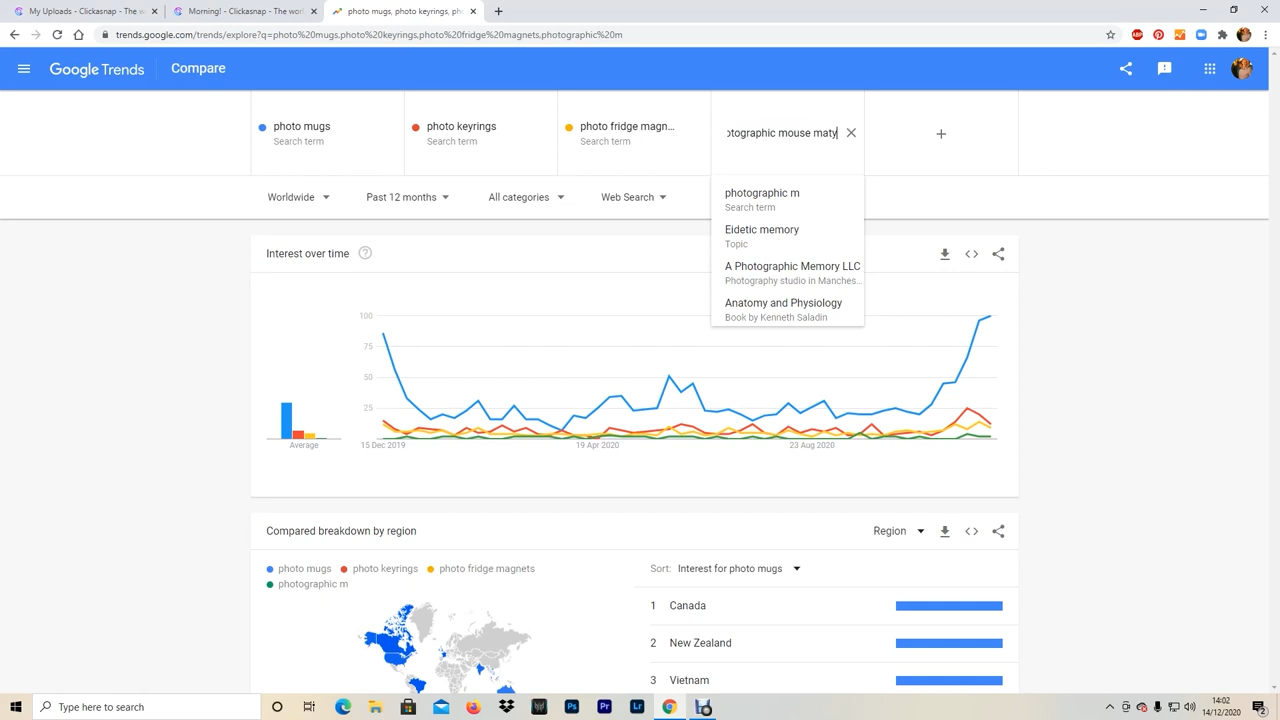 My Uploads - Clickasnap - The w
Morning! - Clickasnap - The worl
photo mugs, photo keyrings, pho
trends.google.com/trends/explore?q=photo%20mugs,photo%20keyrings,photo%20fridge%20magnets,photographic%20m
Google Trends
Compare
photo mugs
Search term
photo keyrings
Search term
photo fridge magn...
Search term
otographic mouse maty
+
photographic m
Search term
Eidetic memory
Topic
A Photographic Memory LLC
Photography studio in Manches...
Anatomy and Physiology
Book by Kenneth Saladin
Worldwide
Past 12 months
All categories
Web Search
Interest over time
100
75
50
25
Average
15 Dec 2019
19 Apr 2020
23 Aug 2020
Compared breakdown by region
Region
photo mugs
photo keyrings
photo fridge magnets
photographic m
Sort: Interest for photo mugs
1 Canada
2 New Zealand
3 Vietnam
Type here to search
Ps
Pr
Lr
14:02
14/12/2020
2